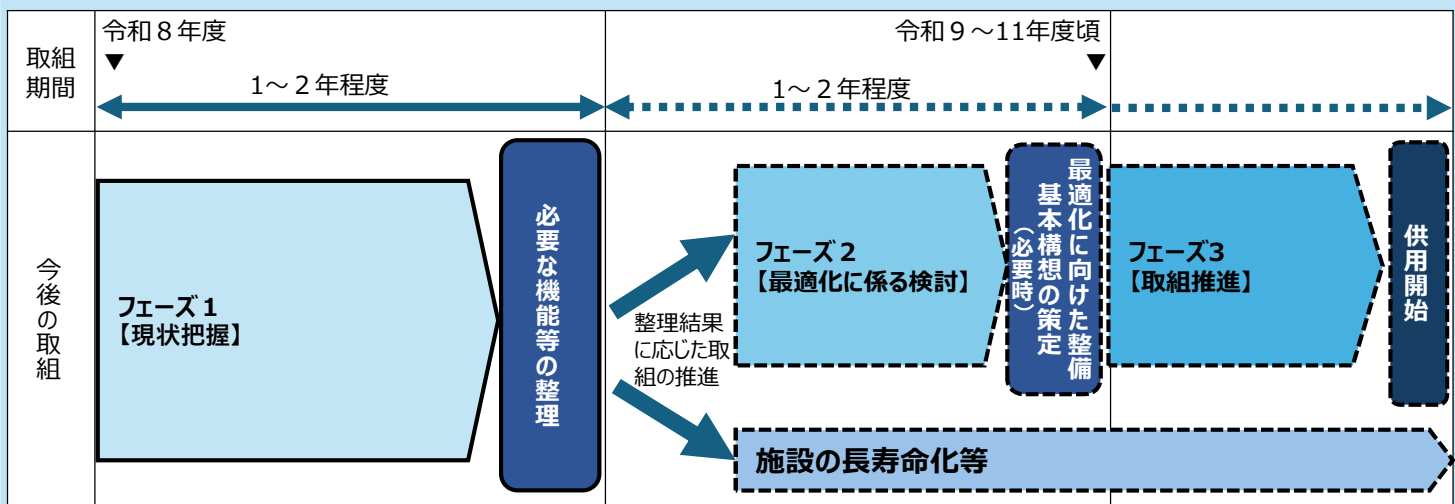 取組
期間
令和８年度
▼
1～２年程度
令和９～11年度頃
▼
1～２年程度
今後の取組
フェーズ１
【現状把握】
必要な機能等の整理
整理結果
に応じた取
組の推進
フェーズ２
【最適化に係る検討】
最適化に向けた整備
基本構想の策定
（必要時）
フェーズ3
【取組推進】
供用開始
施設の長寿命化等